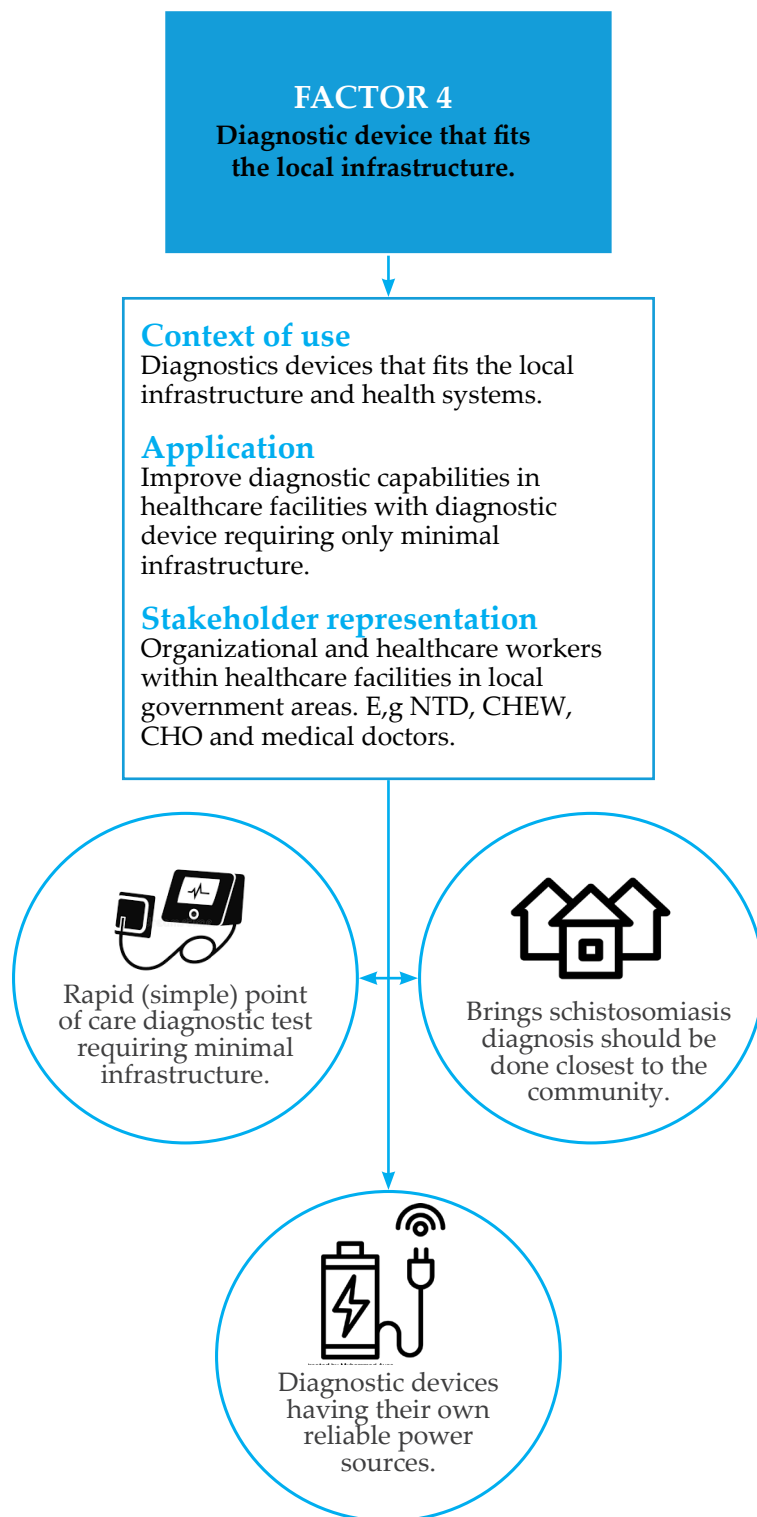 FACTOR 4
Diagnostic device that fits
the local infrastructure.
Context of use
Diagnostics devices that fits the local
infrastructure and health systems.
Application
Improve diagnostic capabilities in
healthcare facilities with diagnostic
device requiring only minimal
infrastructure.
Stakeholder representation
Organizational and healthcare workers
within healthcare facilities in local
government areas. E,g NTD, CHEW,
CHO and medical doctors.
Rapid (simple) point
of care diagnostic test
requiring minimal
infrastructure.
Brings schistosomiasis
diagnosis should be
done closest to the
community.
Diagnostic devices
having their own
reliable power
sources.